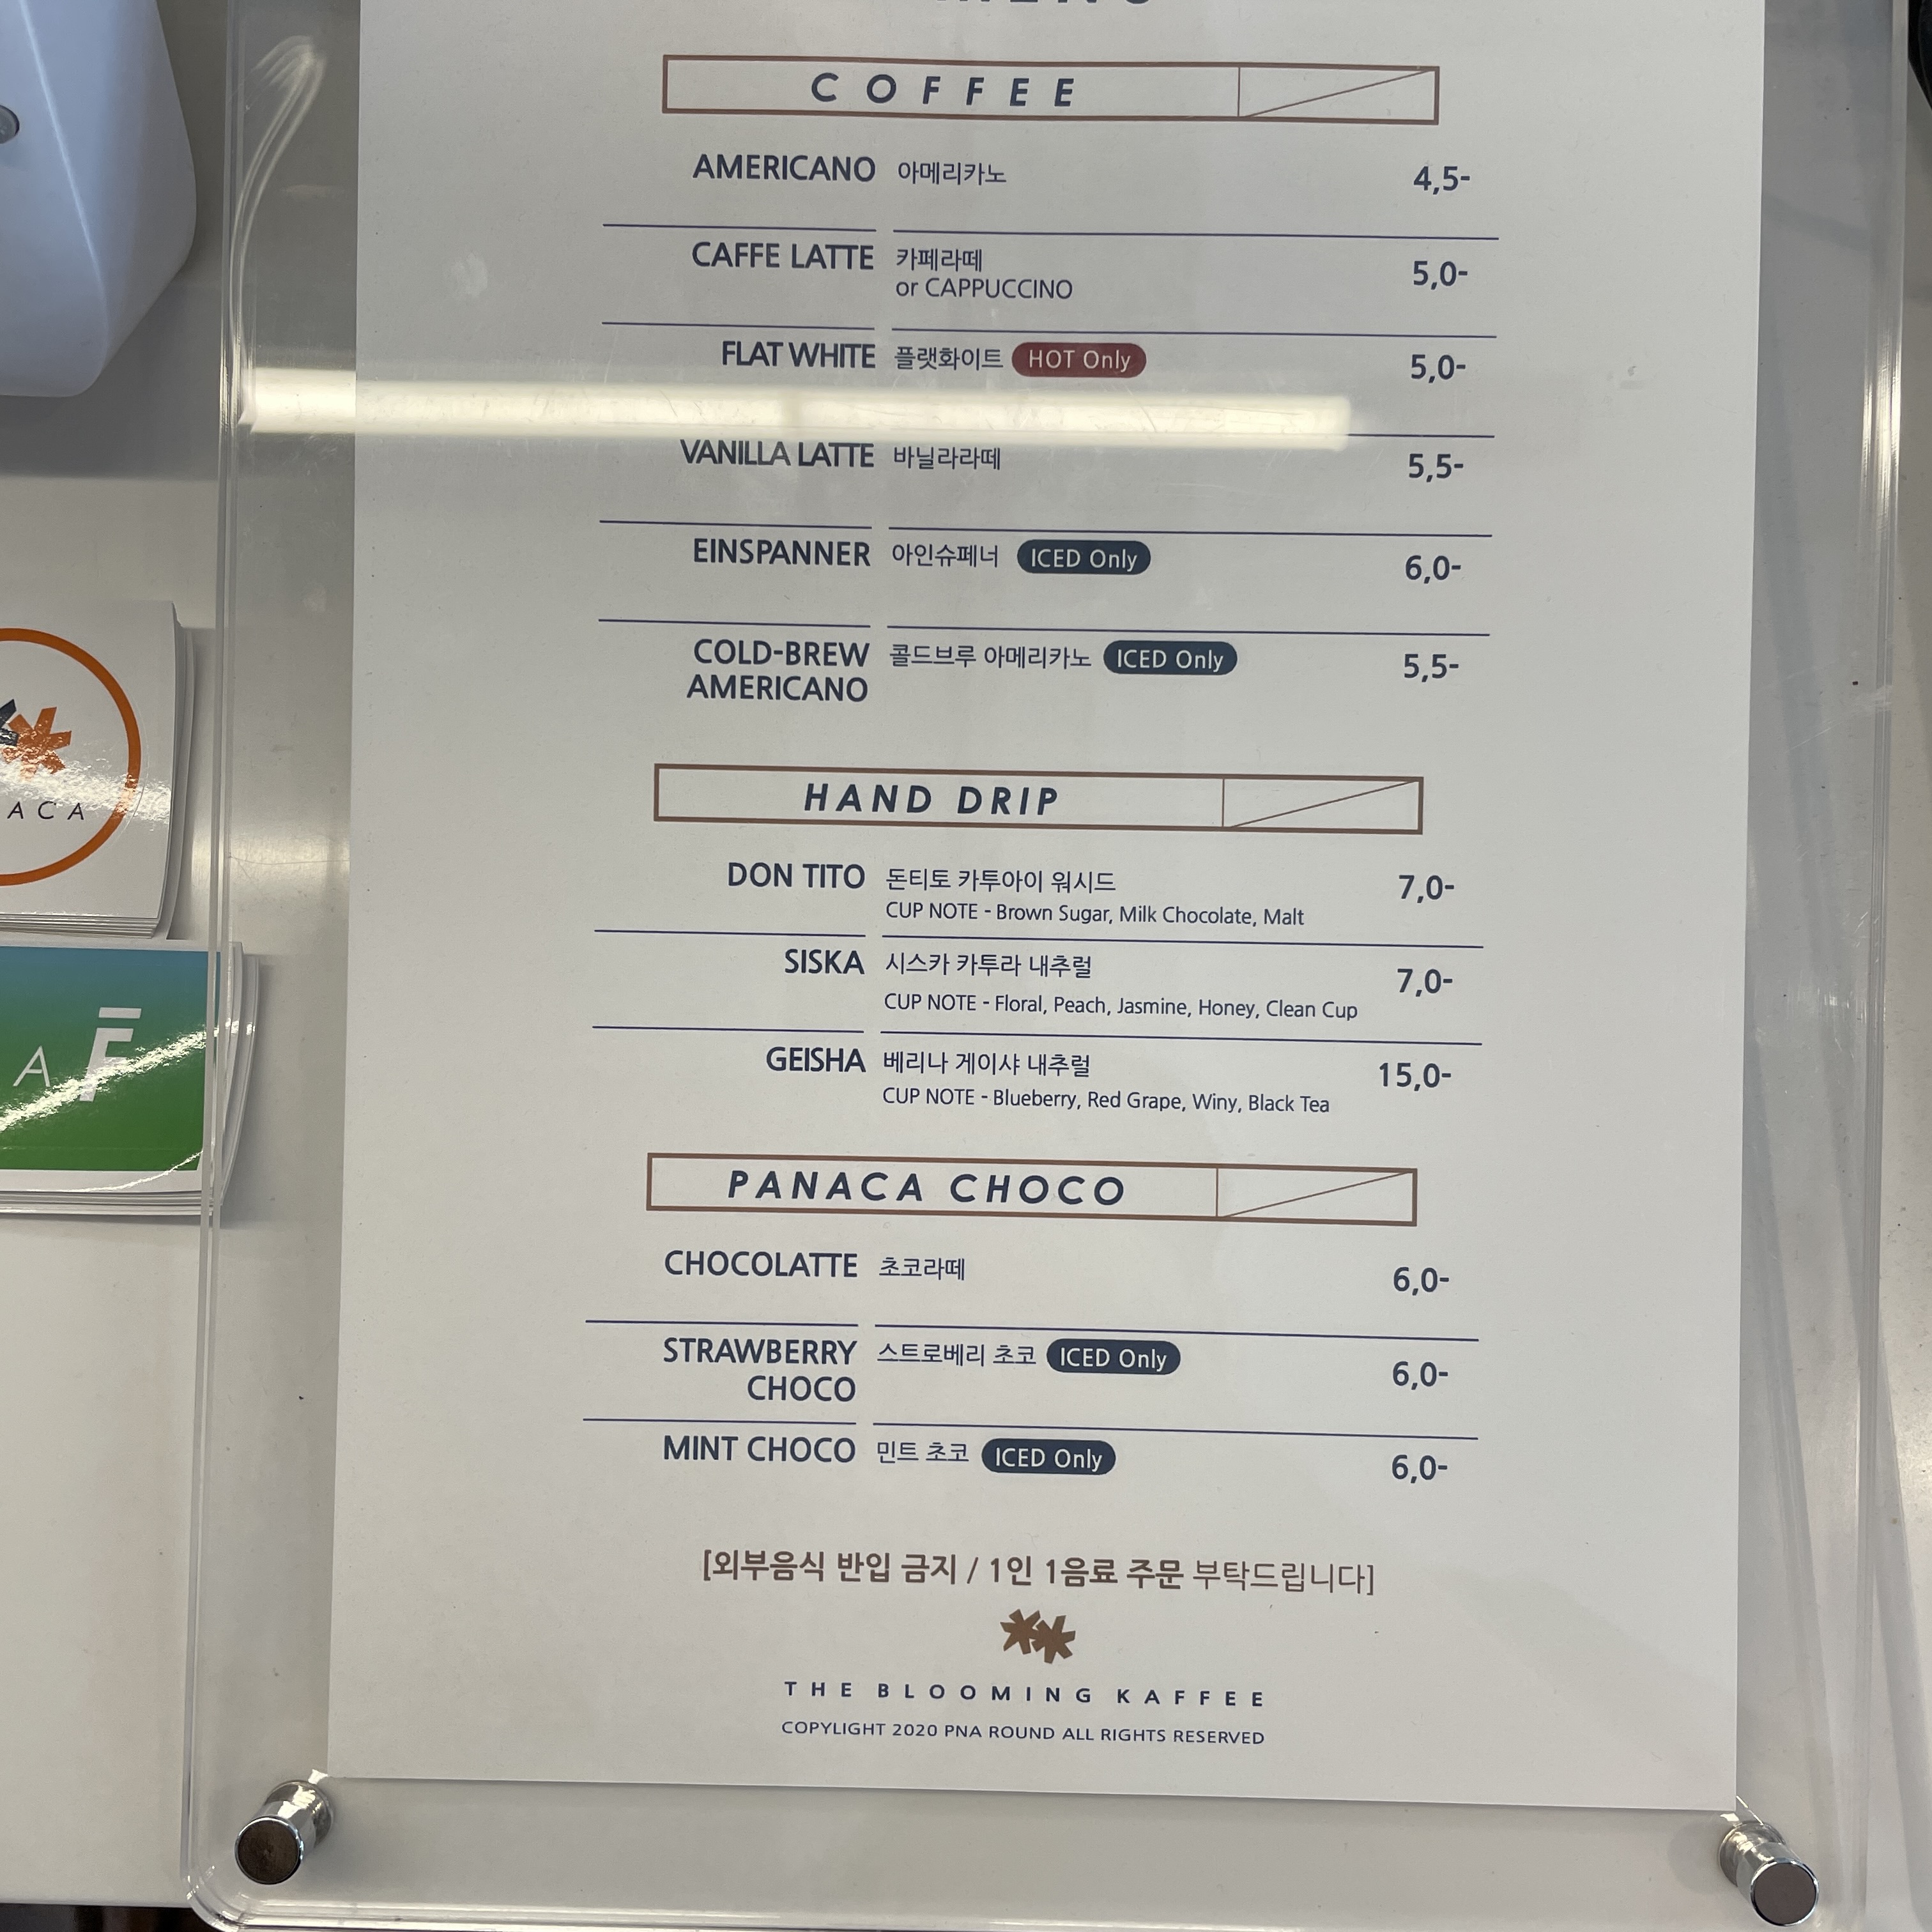 MENU
COFFEE
AMERICANO 아메리카노 4,5-
CAFFE LATTE 카페라떼 5,0-
or CAPPUCCINO
FLAT WHITE 플랫화이트 HOT Only 5,0-
VANILLA LATTE 바닐라라떼 5,5-
EINSPANNER 아인슈페너 ICED Only 6,0-
COLD-BREW 콜드브루 아메리카노 ICED Only 5,5-
AMERICANO
HAND DRIP
DON TITO 돈티토 카투아이 워시드 7,0-
CUP NOTE - Brown Sugar, Milk Chocolate, Malt
SISKA 시스카 카투라 내추럴 7,0-
CUP NOTE - Floral, Peach, Jasmine, Honey, Clean Cup
GEISHA 베리나 게이샤 내추럴 15,0-
CUP NOTE - Blueberry, Red Grape, Winy, Black Tea
PANACA CHOCO
CHOCOLATTE 초코라떼 6,0-
STRAWBERRY 스트로베리 초코 ICED Only 6,0-
CHOCO
MINT CHOCO 민트 초코 ICED Only 6,0-
[외부음식 반입 금지 / 1인 1음료 주문 부탁드립니다]
THE BLOOMING KAFFEE
COPYLIGHT 2020 PNA ROUND ALL RIGHTS RESERVED
ACA
A F